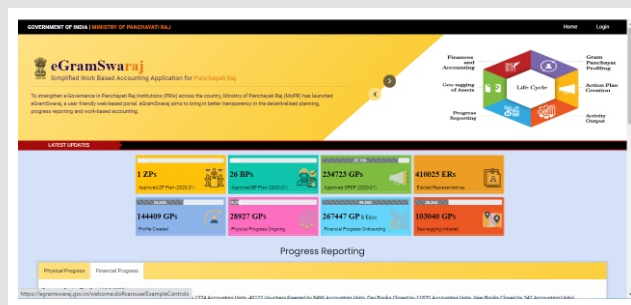 GOVERNMENT OF INDIA | MINISTRY OF PANCHAYATI RAJ
Home Login
eGramSwaraj
Simplified Work Based Accounting Application for Panchayati Raj
To strengthen e-Governance in Panchayati Raj Institutions (PRIs) across the country, Ministry of Panchayati Raj (MoPR) has launched
eGramSwaraj, a user friendly web-based portal. eGramSwaraj aims to bring in better transparency in the decentralised planning,
progress reporting and work-based accounting.
Finances
and
Accounting
Gram
Panchayat
Profiling
Geo-tagging
of Assets
Life Cycle
Action Plan
Creation
Progress
Reporting
Activity
Output
LATEST UPDATES
1 ZPs
Approved DP Plan (2020-21)
26 BPs
Approved BP Plan (2020-21)
234723 GPs
Approved GPDP (2020-21)
410025 ERs
Elected Representatives
144409 GPs
Profile Created
28927 GPs
Physical Progress Ongoing
267447 GP & Eqvx
Financial Progress Onboarding
103040 GPs
Geotagging Initiated
Progress Reporting
Physical Progress Financial Progress
https://egramswaraj.gov.in/welcome.do#carouselExampleControls